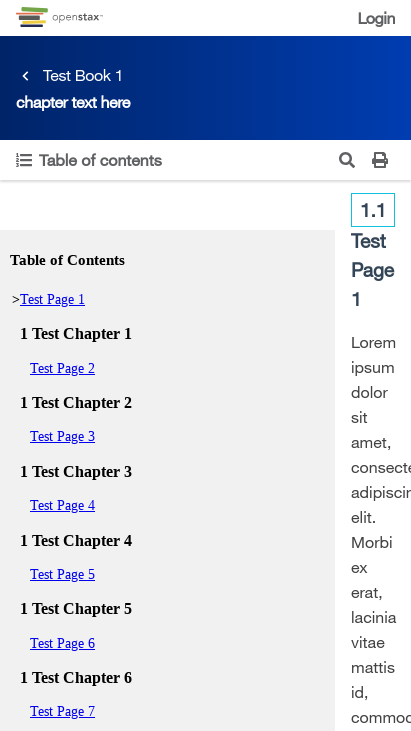 openstax™
Login
Test Book 1
chapter text here
Table of contents
Table of Contents
>Test Page 1
1 Test Chapter 1
Test Page 2
1 Test Chapter 2
Test Page 3
1 Test Chapter 3
Test Page 4
1 Test Chapter 4
Test Page 5
1 Test Chapter 5
Test Page 6
1 Test Chapter 6
Test Page 7
1.1
Test
Page
1
Lorem
ipsum
dolor
sit
amet,
consecte
adipiscin
elit.
Morbi
ex
erat,
lacinia
vitae
mattis
id,
commod